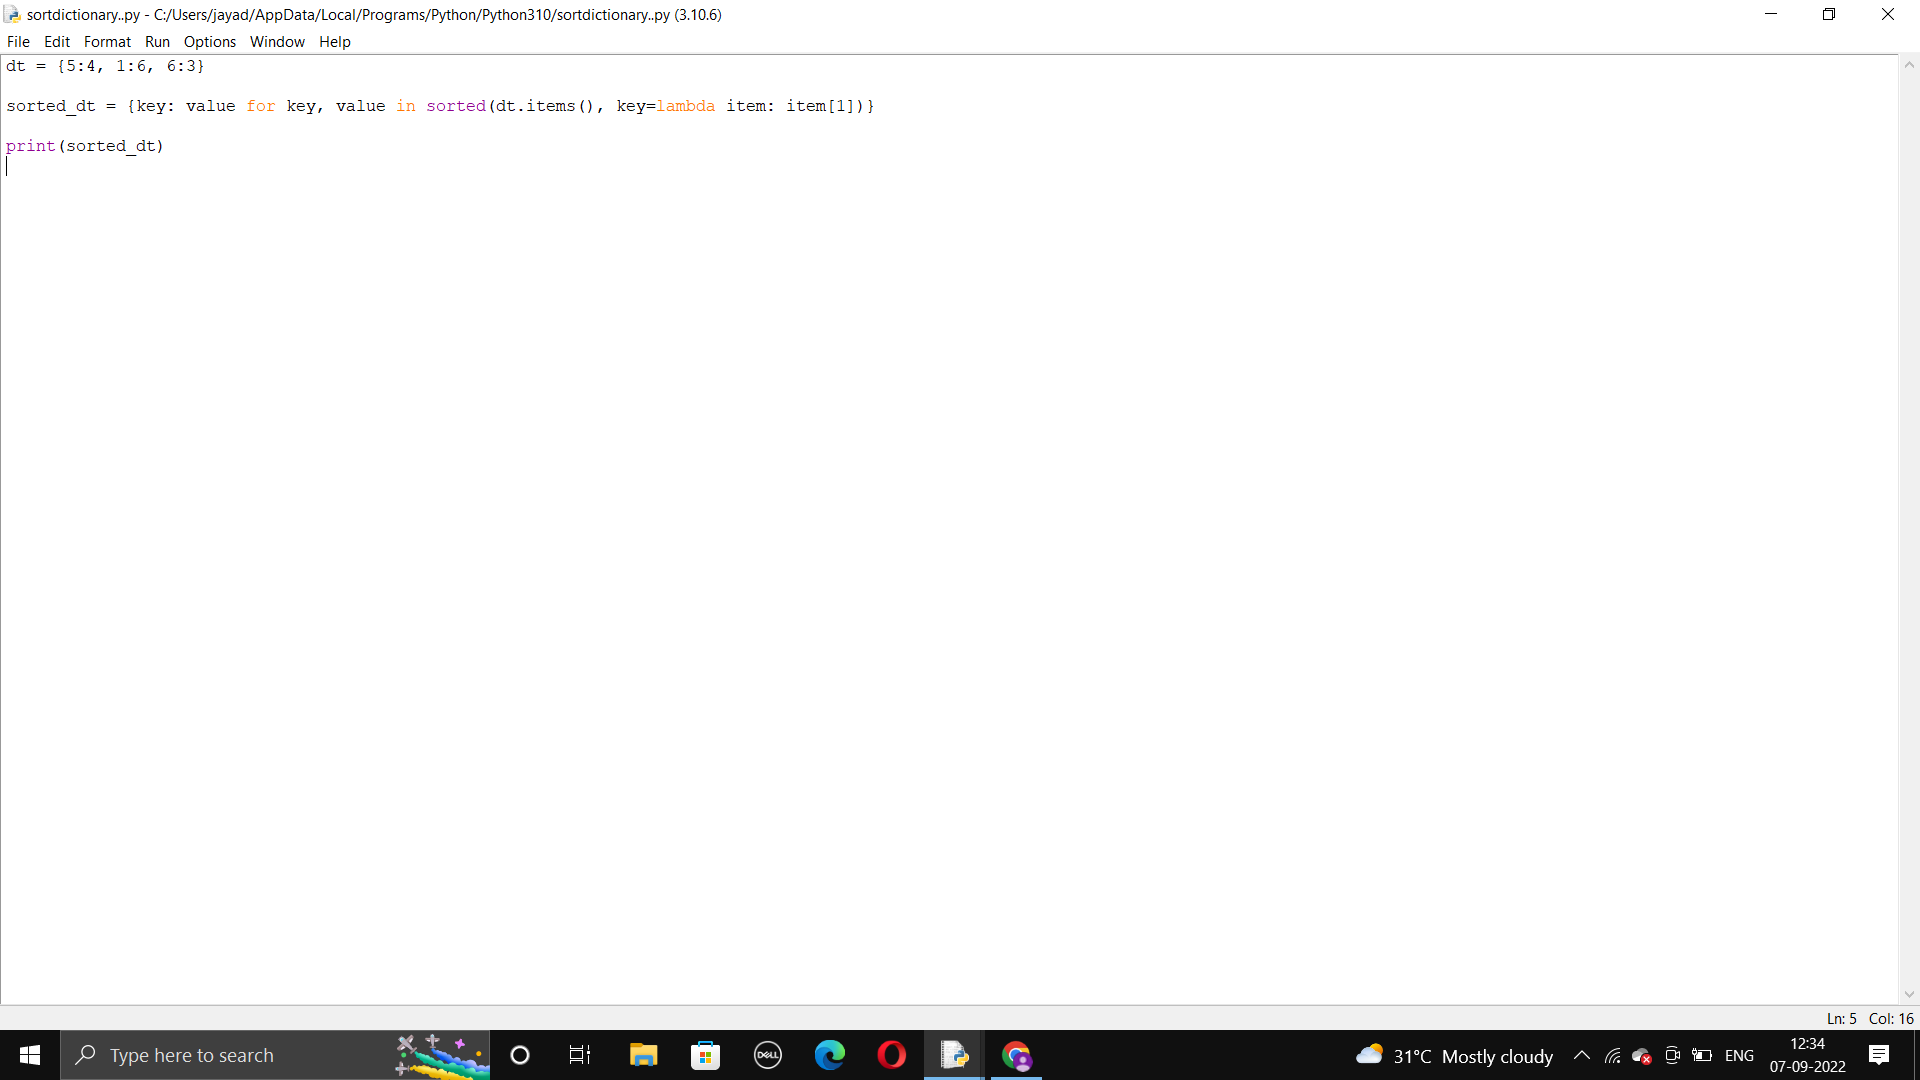 sortdictionary..py - C:/Users/jayad/AppData/Local/Programs/Python/Python310/sortdictionary..py (3.10.6)
File Edit Format Run Options Window Help
dt = {5:4, 1:6, 6:3}
sorted_dt = {key: value for key, value in sorted(dt.items(), key=lambda item: item[1])}
print(sorted_dt)
Ln: 5 Col: 16
Type here to search
DELL
31°C Mostly cloudy
ENG
12:34
07-09-2022